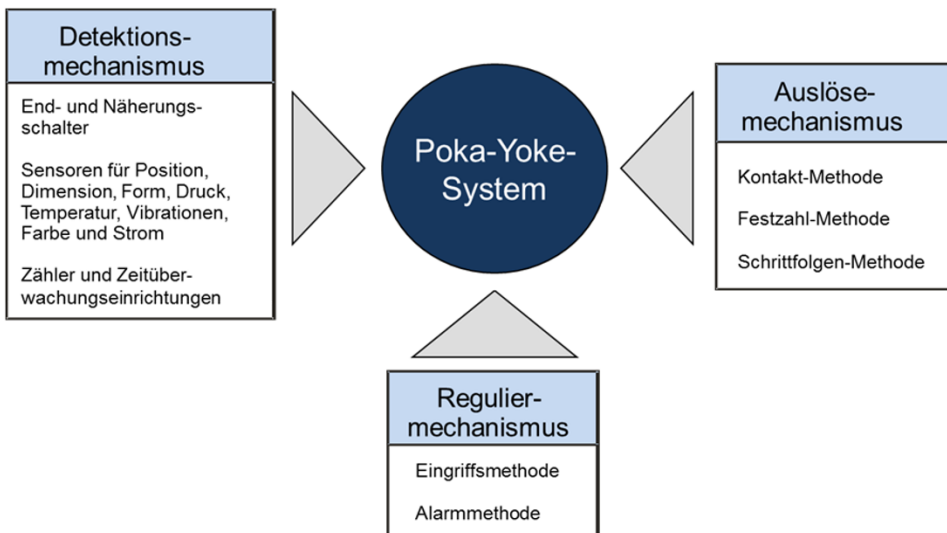 Detektions-
mechanismus
End- und Näherungs-
schalter
Sensoren für Position,
Dimension, Form, Druck,
Temperatur, Vibrationen,
Farbe und Strom
Zähler und Zeitüber-
wachungseinrichtungen
Poka-Yoke-
System
Auslöse-
mechanismus
Kontakt-Methode
Festzahl-Methode
Schrittfolgen-Methode
Regulier-
mechanismus
Eingriffsmethode
Alarmmethode